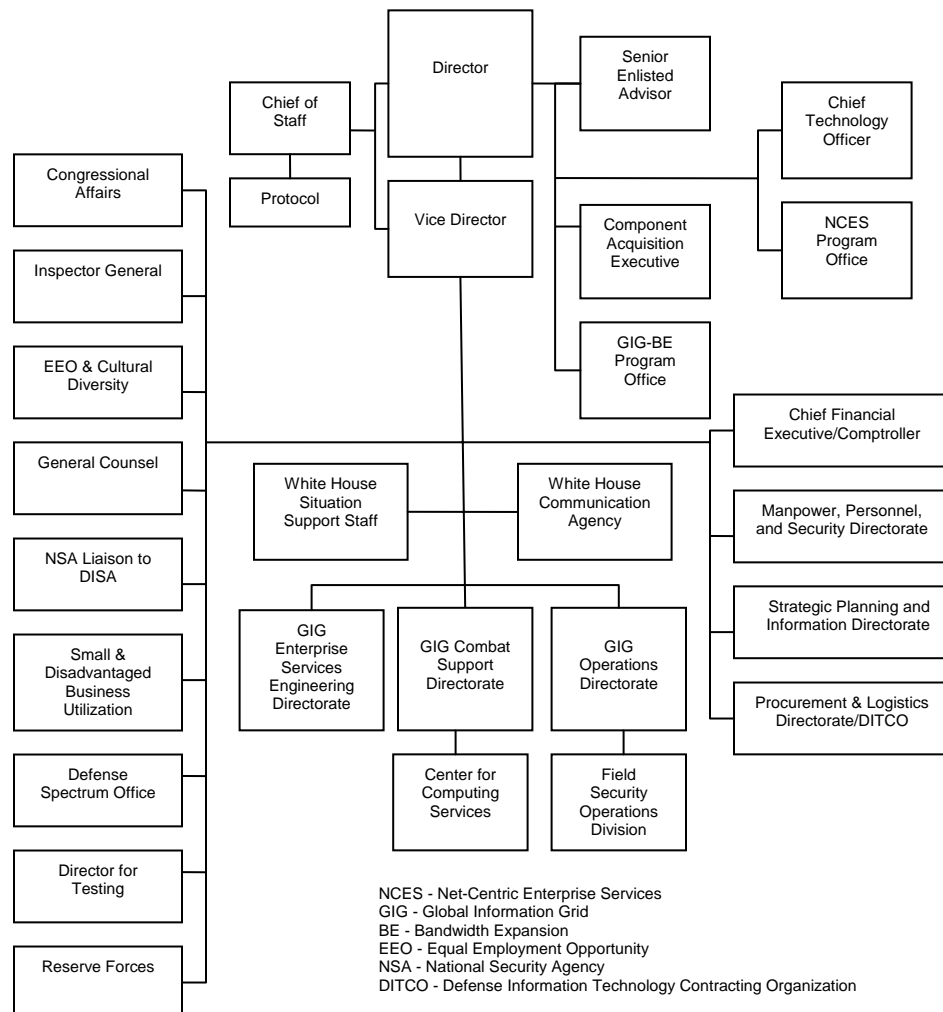 Director
Senior
Enlisted
Advisor
Chief of
Staff
Chief
Technology
Officer
Congressional
Affairs
Protocol
Vice Director
Component
Acquisition
Executive
NCES
Program
Office
Inspector General
GIG-BE
Program
Office
EEO & Cultural
Diversity
Chief Financial
Executive/Comptroller
General Counsel
White House
Situation
Support Staff
White House
Communication
Agency
Manpower, Personnel,
and Security Directorate
NSA Liaison to
DISA
Strategic Planning and
Information Directorate
GIG
Enterprise
Services
Engineering
Directorate
GIG Combat
Support
Directorate
GIG
Operations
Directorate
Small &
Disadvantaged
Business
Utilization
Procurement & Logistics
Directorate/DITCO
Defense
Spectrum Office
Center for
Computing
Services
Field
Security
Operations
Division
Director for
Testing
Reserve Forces
NCES - Net-Centric Enterprise Services
GIG - Global Information Grid
BE - Bandwidth Expansion
EEO - Equal Employment Opportunity
NSA - National Security Agency
DITCO - Defense Information Technology Contracting Organization